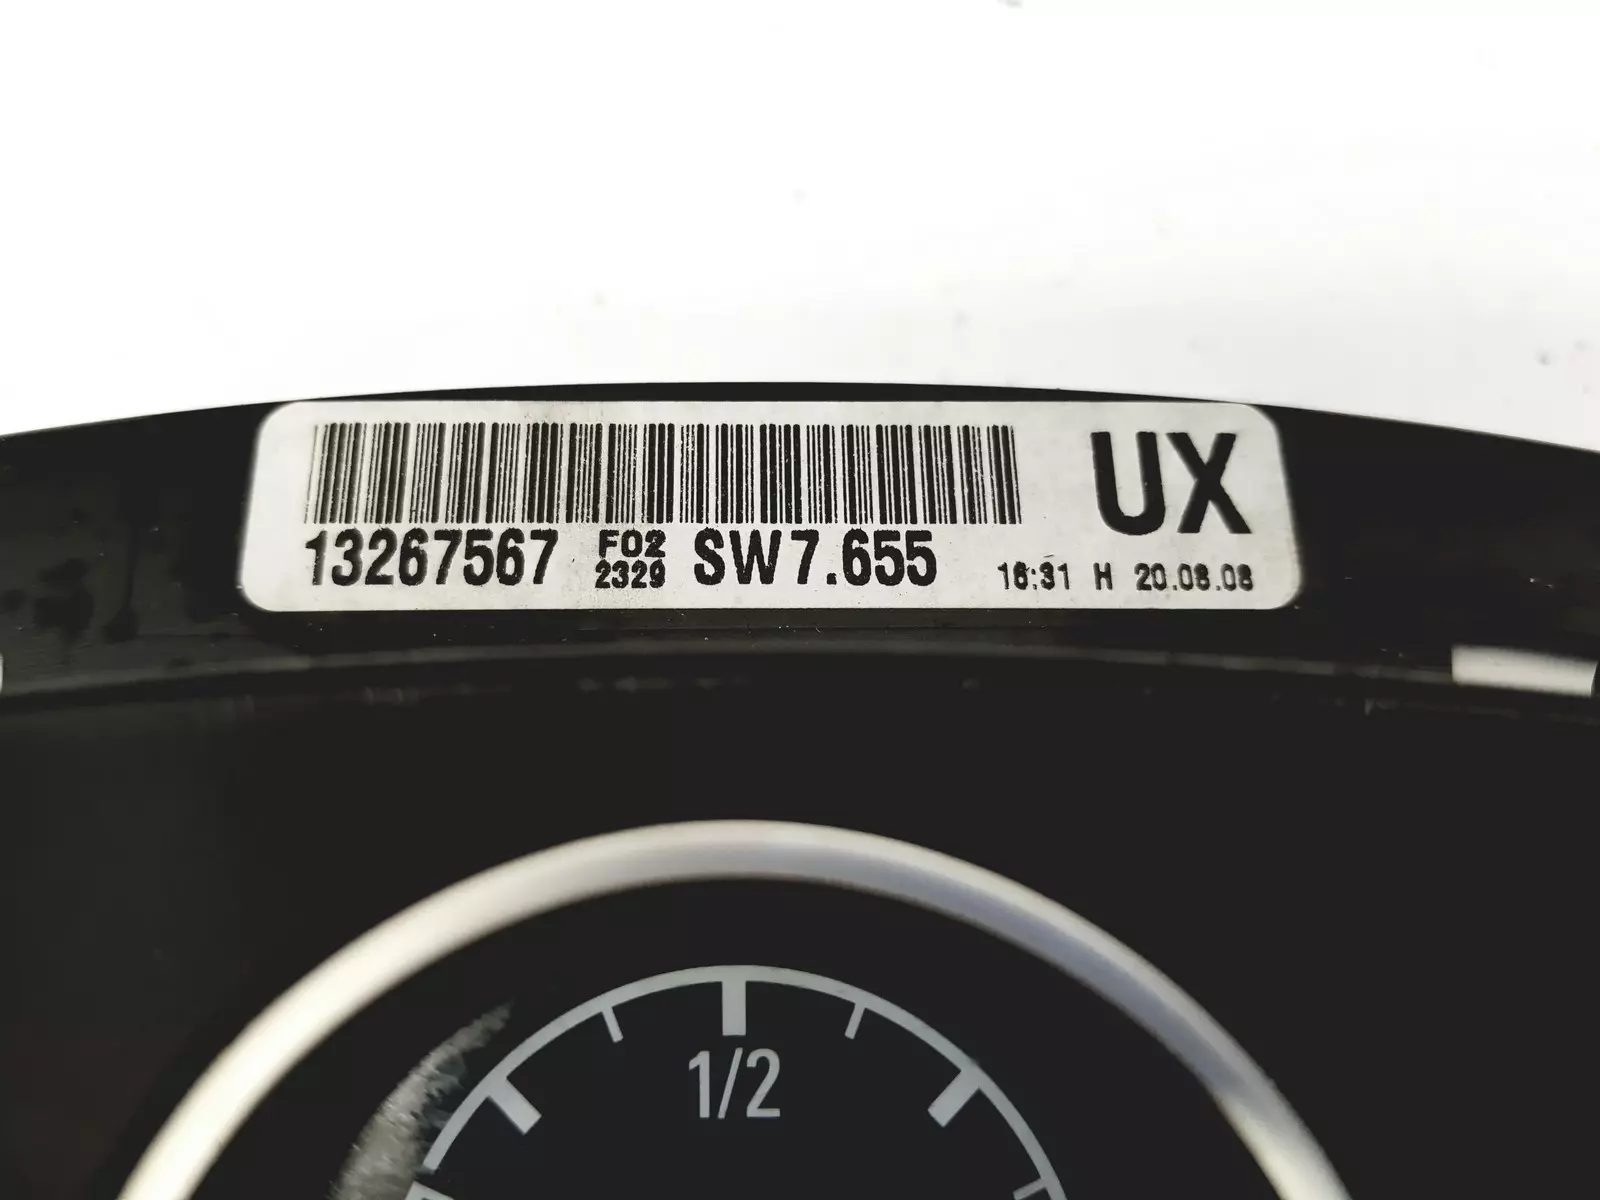 UX
13267567 F02 2329 SW7.655
16:31 H 20.08.08
1/2